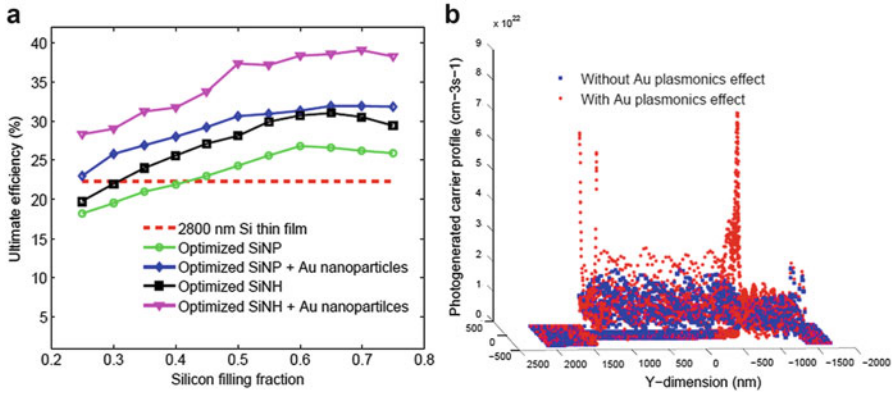 a
Ultimate efficiency (%)
40
35
30
25
20
15
10
5
2800 nm Si thin film
Optimized SiNP
Optimized SiNP + Au nanoparticles
Optimized SiNH
Optimized SiNH + Au nanopartilces
0.2 0.3 0.4 0.5 0.6 0.7 0.8
Silicon filling fraction
b
x 10²²
Photogenerated carrier profile (cm−3s−1)
9
8
7
6
5
4
3
2
1
0
500
0
−500
Without Au plasmonics effect
With Au plasmonics effect
2500 2000 1500 1000 500 0 −500 −1000 −1500 −2000
Y-dimension (nm)